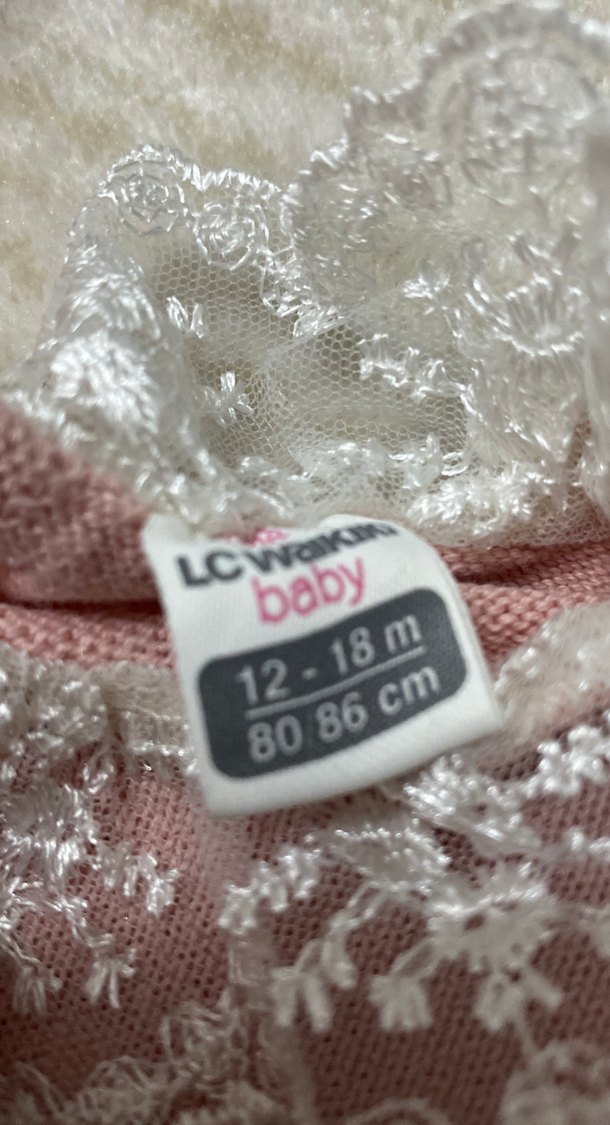 LC Waikiki
baby
12 - 18 m
80.86 cm